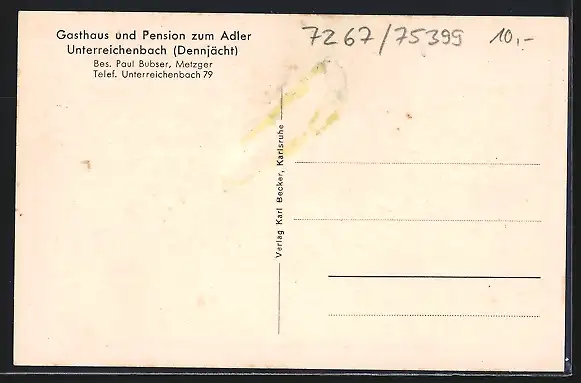 Gasthaus und Pension zum Adler
Unterreichenbach (Dennjächt)
Bes. Paul Bubser, Metzger
Telef. Unterreichenbach 79
7267/75399 10,-
Verlag Karl Becker, Karlsruhe